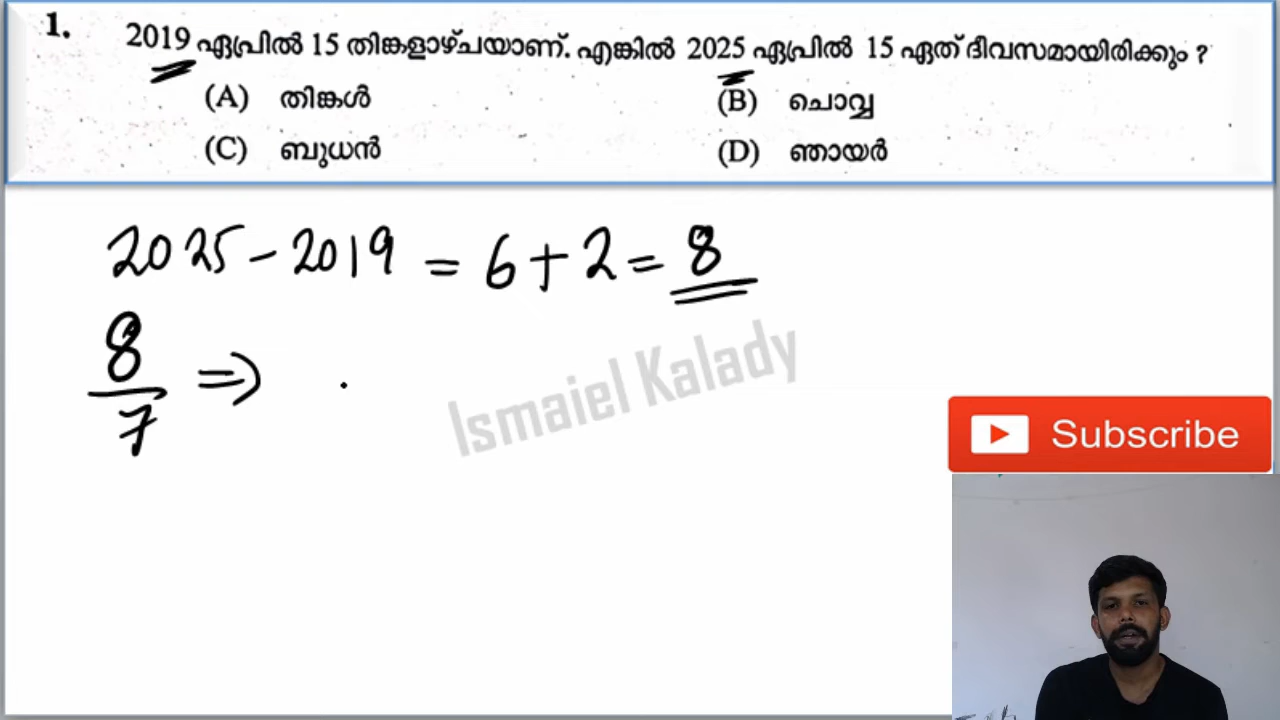 1. 2019 ഏപ്രിൽ 15 തിങ്കളാഴ്ചയാണ്. എങ്കിൽ 2025 ഏപ്രിൽ 15 ഏത് ദിവസമായിരിക്കും ?
(A) തിങ്കൾ (B) ചൊവ്വ
(C) ബുധൻ (D) ഞായർ
2025 - 2019 = 6 + 2 = 8
8/7 ⇒
Ismaiel Kalady
Subscribe